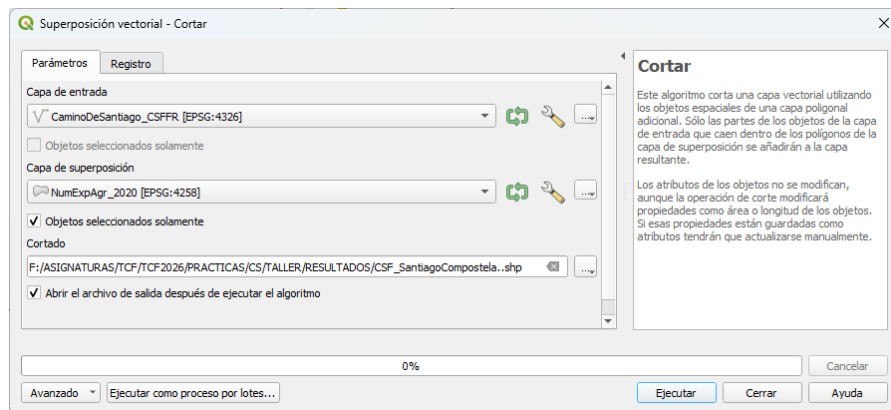 Superposición vectorial - Cortar
Parámetros
Registro
Capa de entrada
CaminoDeSantiago_CSFFR [EPSG:4326]
Objetos seleccionados solamente
Capa de superposición
NumExpAgr_2020 [EPSG:4258]
Objetos seleccionados solamente
Cortado
F:/ASIGNATURAS/TCF/TCF2026/PRACTICAS/CS/TALLER/RESULTADOS/CSF_SantiagoCompostela..shp
Abrir el archivo de salida después de ejecutar el algoritmo
Cortar
Este algoritmo corta una capa vectorial utilizando
los objetos espaciales de una capa poligonal
adicional. Sólo las partes de los objetos de la capa
de entrada que caen dentro de los polígonos de la
capa de superposición se añadirán a la capa
resultante.
Los atributos de los objetos no se modifican,
aunque la operación de corte modificará
propiedades como área o longitud de los objetos.
Si esas propiedades están guardadas como
atributos tendrán que actualizarse manualmente.
0%
Cancelar
Avanzado
Ejecutar como proceso por lotes...
Ejecutar
Cerrar
Ayuda